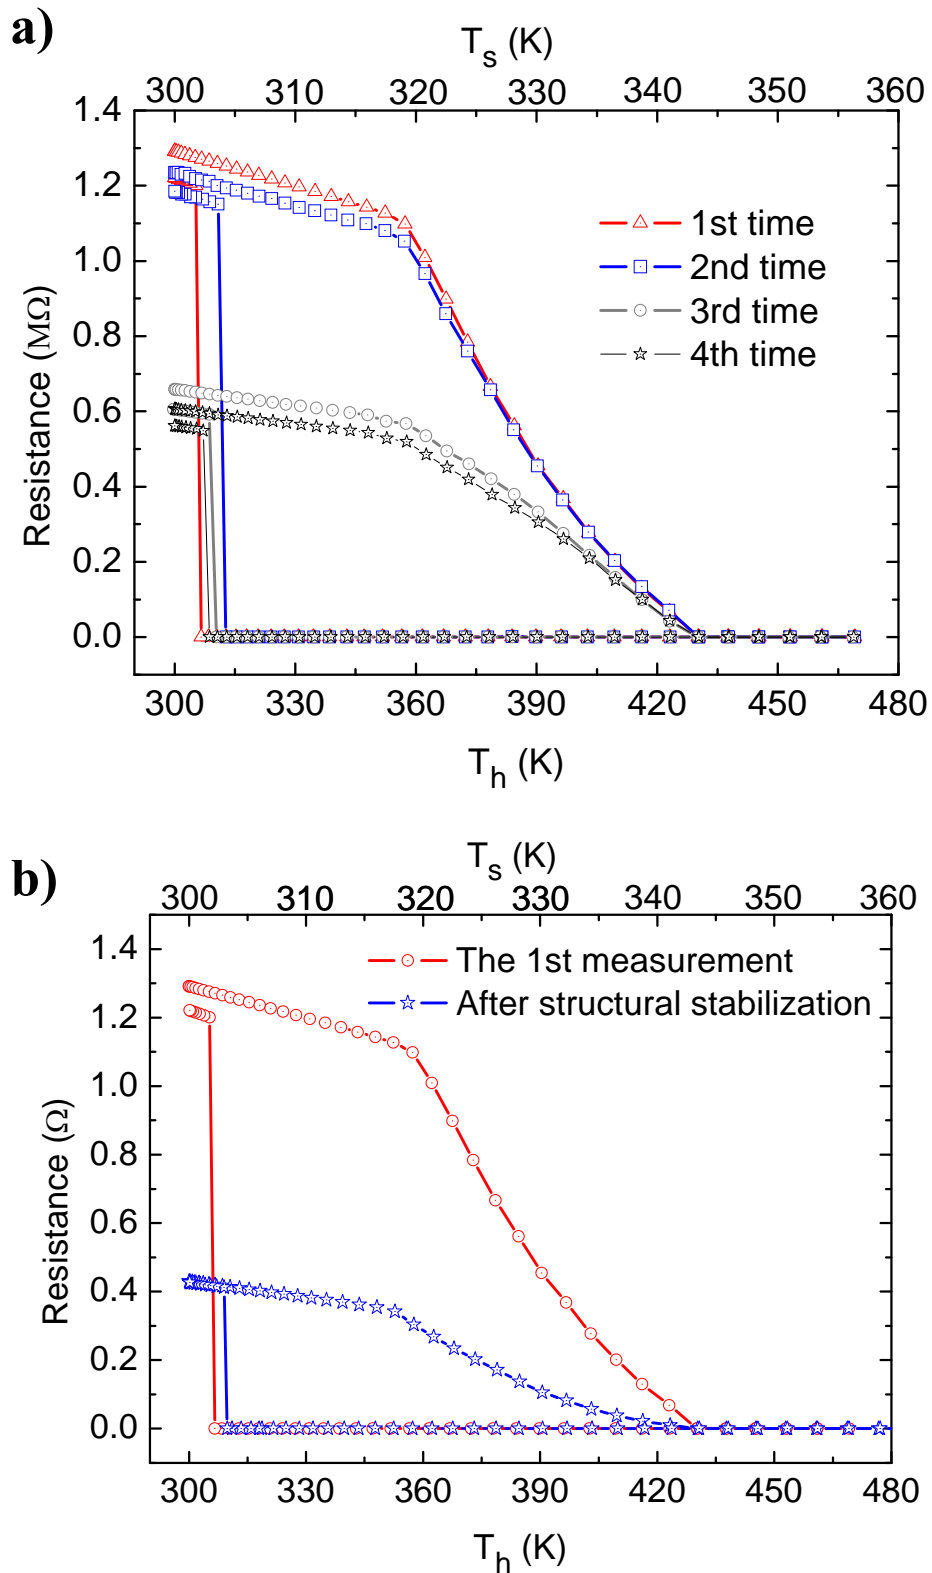 a)
T_s (K)
300 310 320 330 340 350 360
1.4
1.2
1.0
0.8
0.6
0.4
0.2
0.0
Resistance (MΩ)
1st time
2nd time
3rd time
4th time
300 330 360 390 420 450 480
T_h (K)
b)
T_s (K)
300 310 320 330 340 350 360
1.4
1.2
1.0
0.8
0.6
0.4
0.2
0.0
Resistance (Ω)
The 1st measurement
After structural stabilization
300 330 360 390 420 450 480
T_h (K)